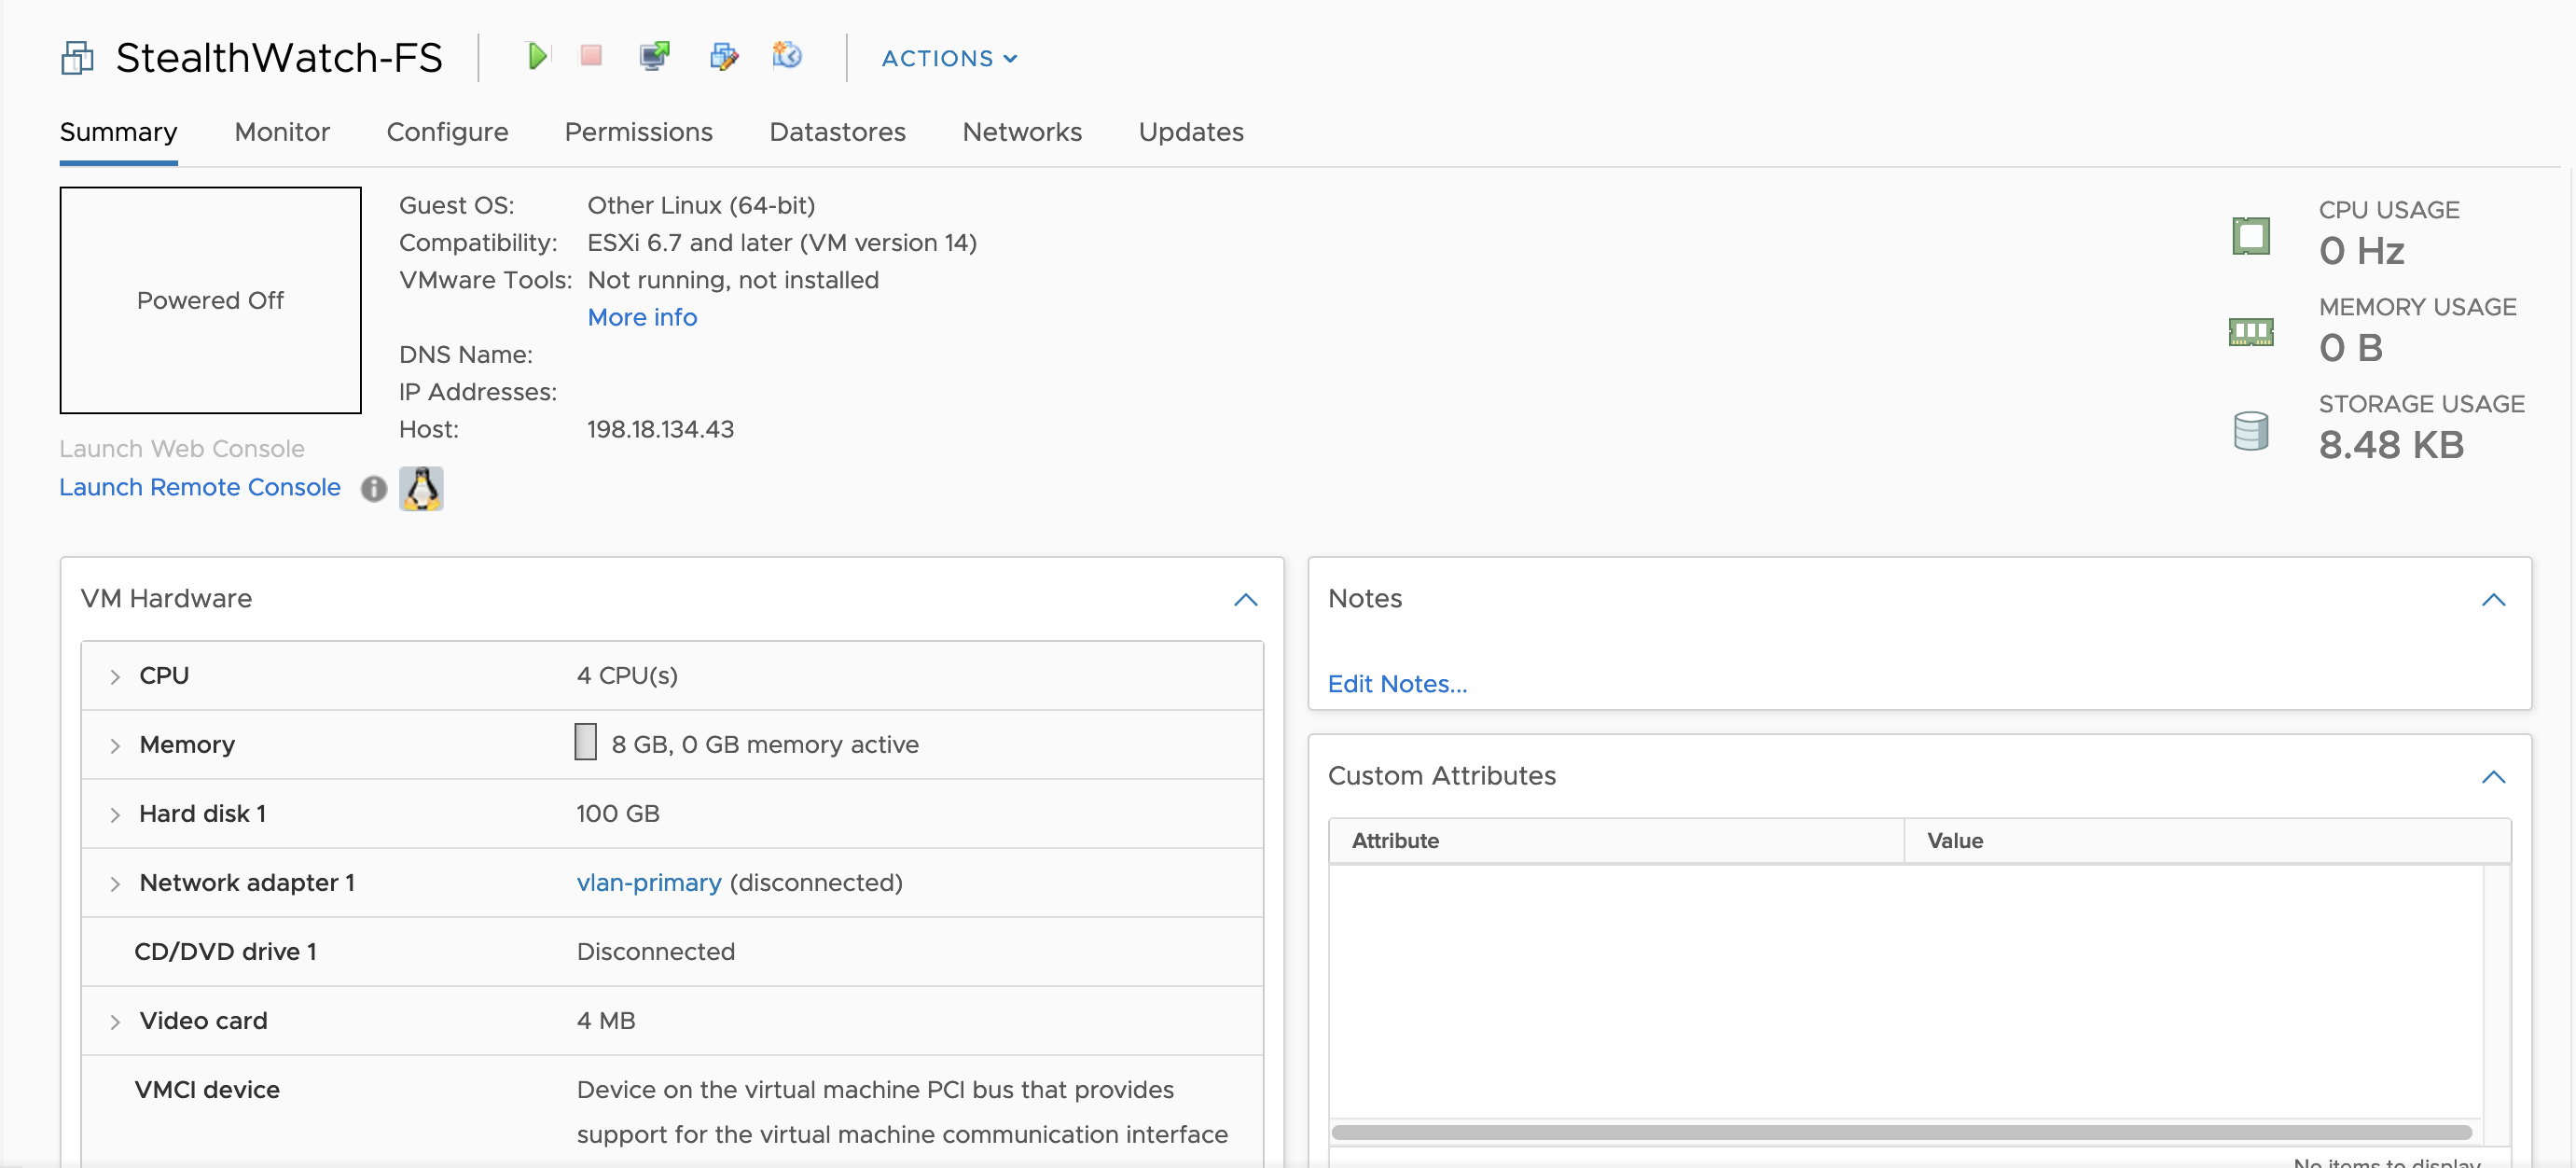 StealthWatch-FS
ACTIONS
Summary Monitor Configure Permissions Datastores Networks Updates
Powered Off
Launch Web Console
Launch Remote Console
Guest OS: Other Linux (64-bit)
Compatibility: ESXi 6.7 and later (VM version 14)
VMware Tools: Not running, not installed
More info
DNS Name:
IP Addresses:
Host: 198.18.134.43
CPU USAGE
0 Hz
MEMORY USAGE
0 B
STORAGE USAGE
8.48 KB
VM Hardware
CPU 4 CPU(s)
Memory 8 GB, 0 GB memory active
Hard disk 1 100 GB
Network adapter 1 vlan-primary (disconnected)
CD/DVD drive 1 Disconnected
Video card 4 MB
VMCI device Device on the virtual machine PCI bus that provides
support for the virtual machine communication interface
Notes
Edit Notes...
Custom Attributes
Attribute Value
No items to display